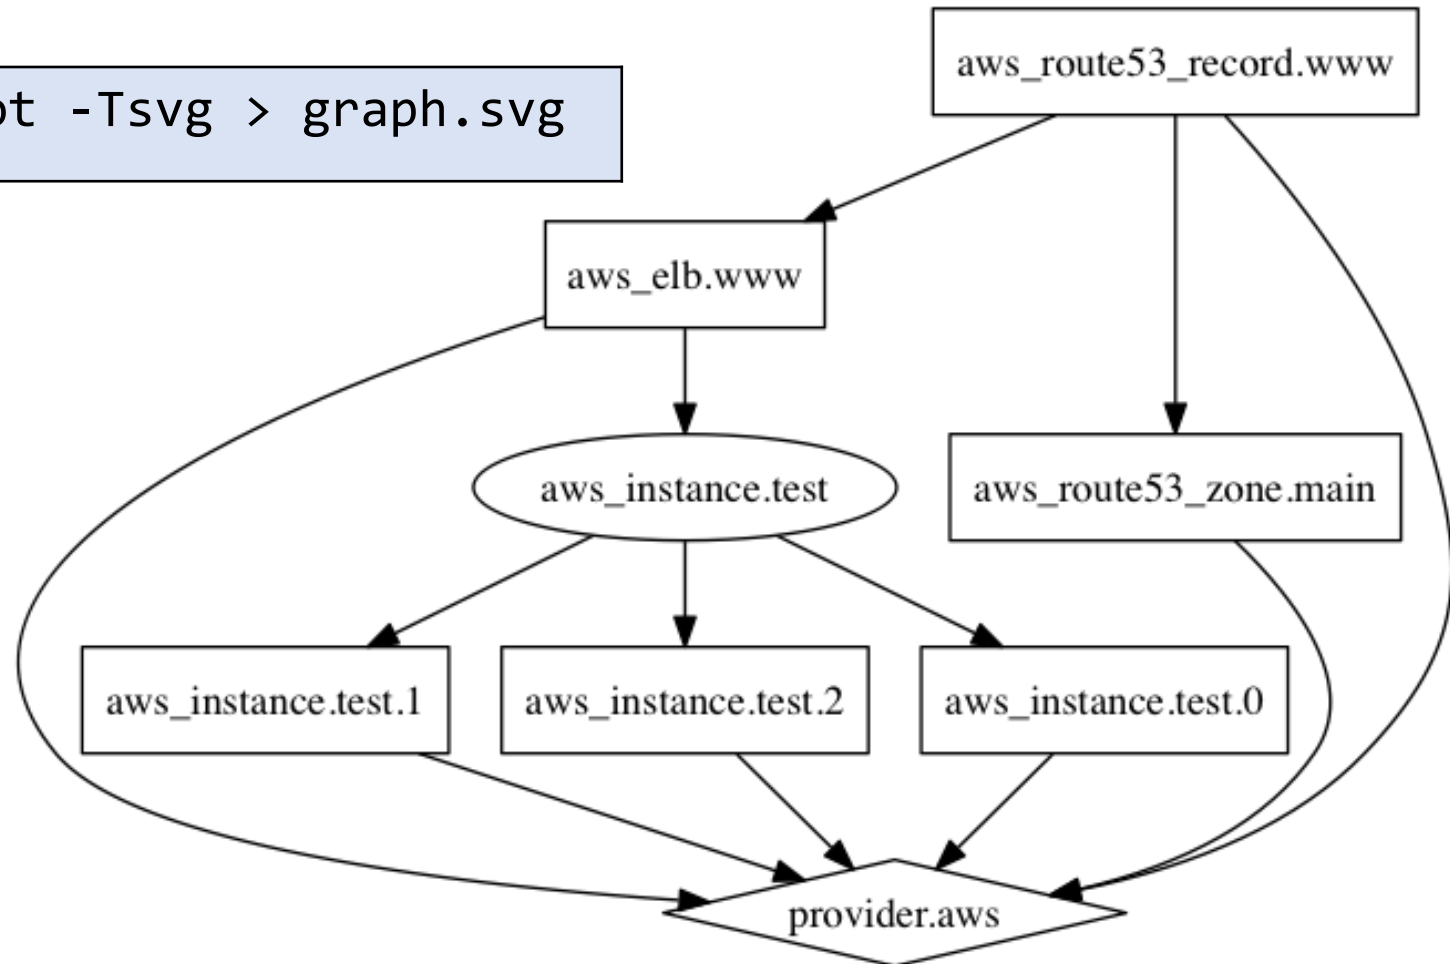 -Tsvg > graph.svg
aws_route53_record.www
aws_elb.www
aws_instance.test
aws_route53_zone.main
aws_instance.test.1
aws_instance.test.2
aws_instance.test.0
provider.aws